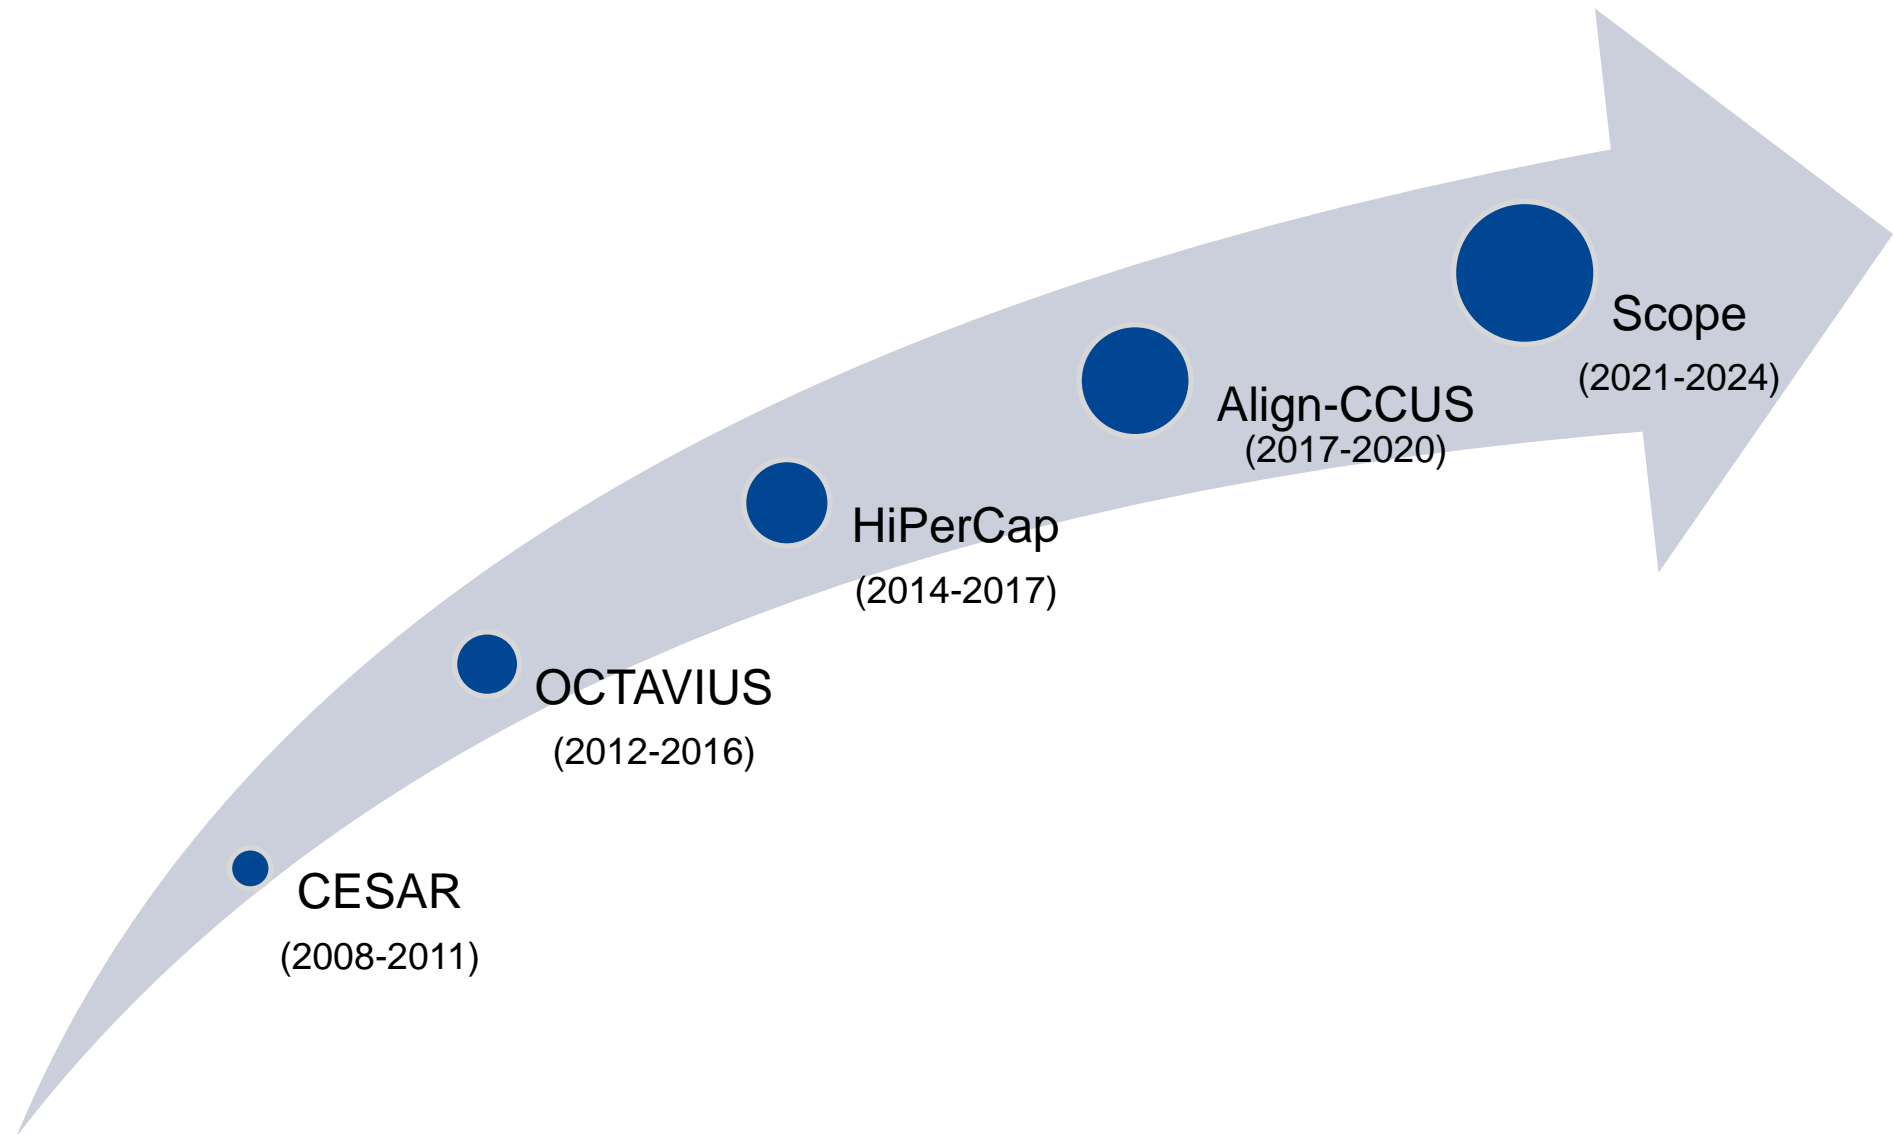 Scope
(2021-2024)
Align-CCUS
(2017-2020)
HiPerCap
(2014-2017)
OCTAVIUS
(2012-2016)
CESAR
(2008-2011)